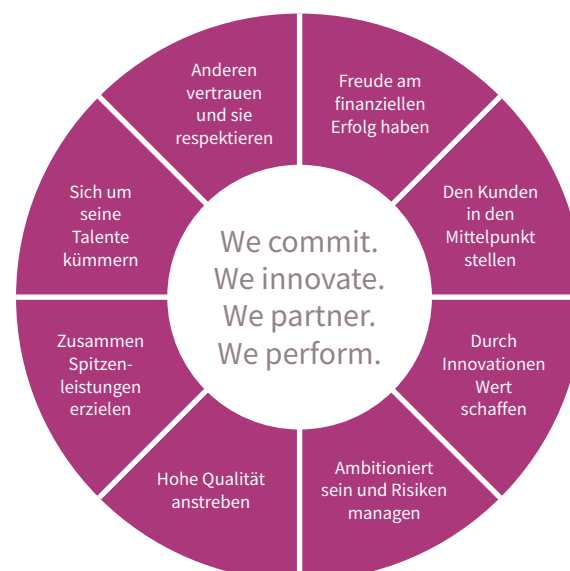 Anderen
vertrauen
und sie
respektieren
Freude am
finanziellen
Erfolg haben
Den Kunden
in den
Mittelpunkt
stellen
Durch
Innovationen
Wert
schaffen
Ambitioniert
sein und Risiken
managen
Hohe Qualität
anstreben
Zusammen
Spitzen-
leistungen
erzielen
Sich um
seine
Talente
kümmern
We commit.
We innovate.
We partner.
We perform.